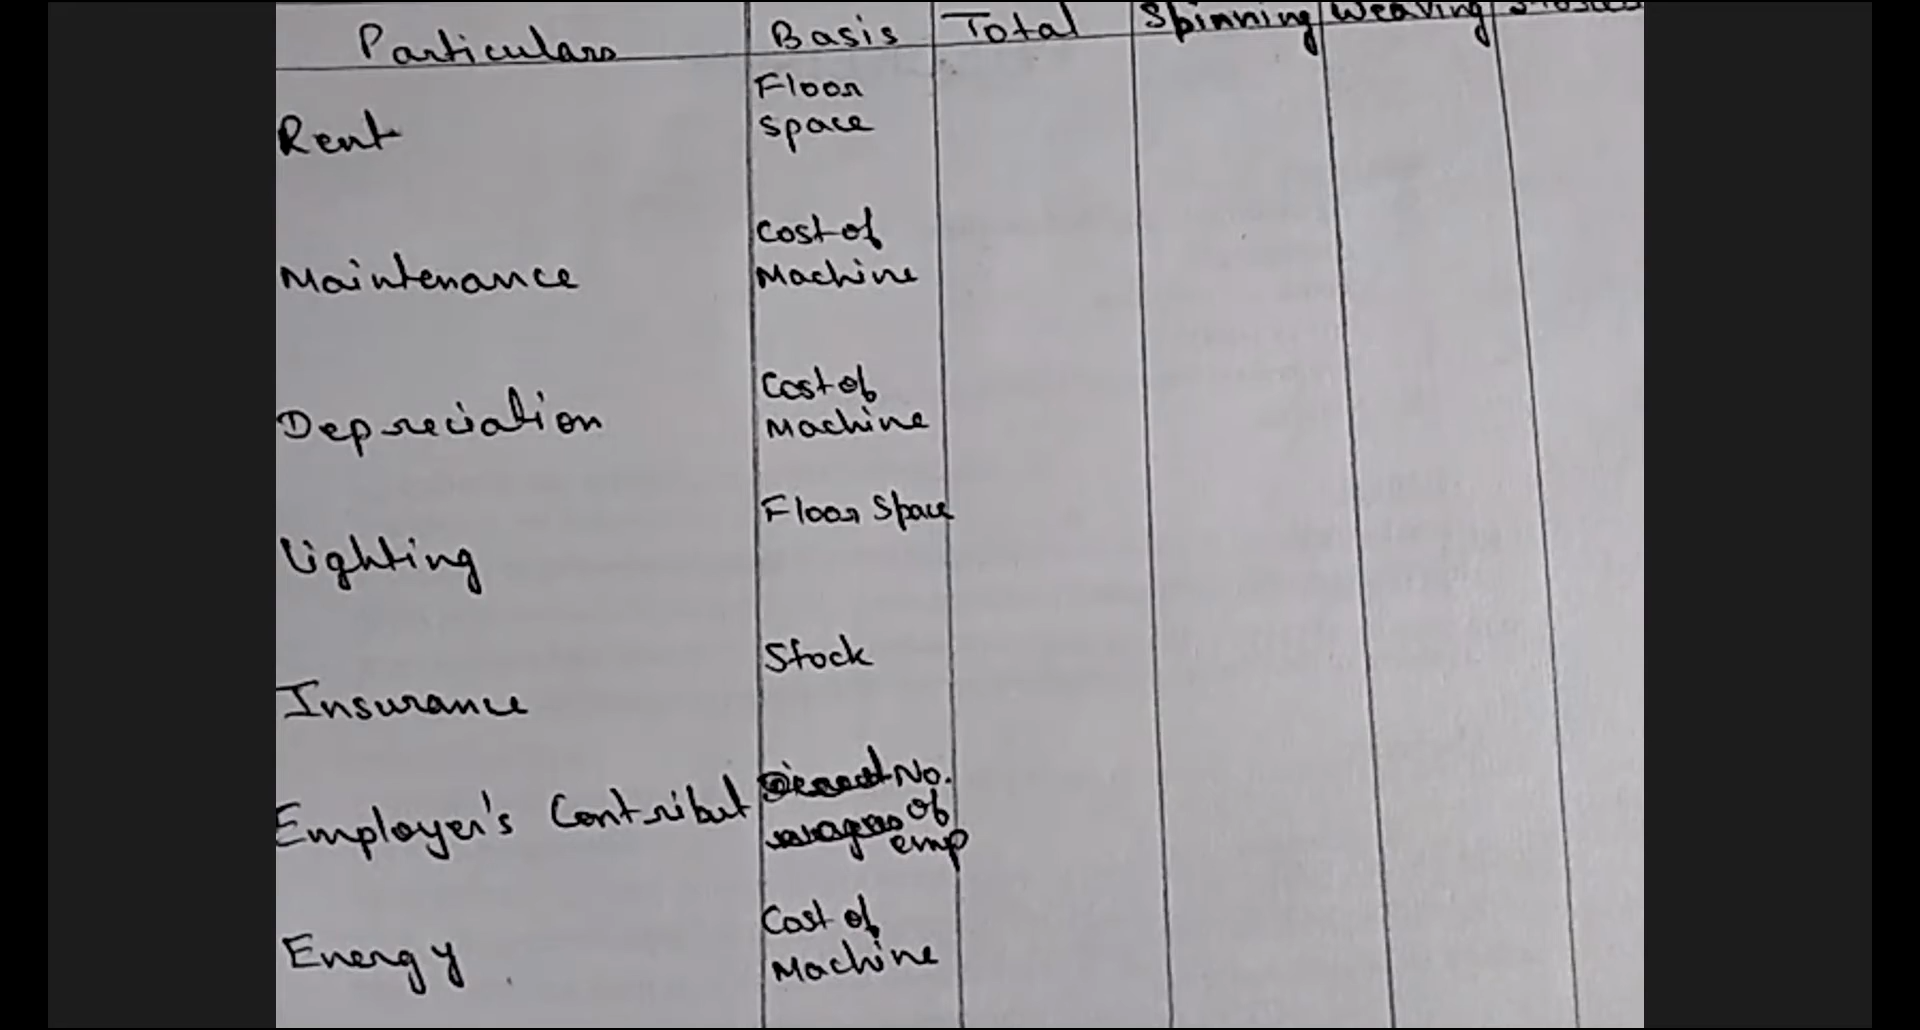 Particulars Basis Total Spinning Weaving
Floor
space
Rent
Cost of
Machine
Maintenance
Cost of
Machine
Depreciation
Floor Space
Lighting
Stock
Insurance
No.
Employer's Contribut of
emp
Cost of
Machine
Energy